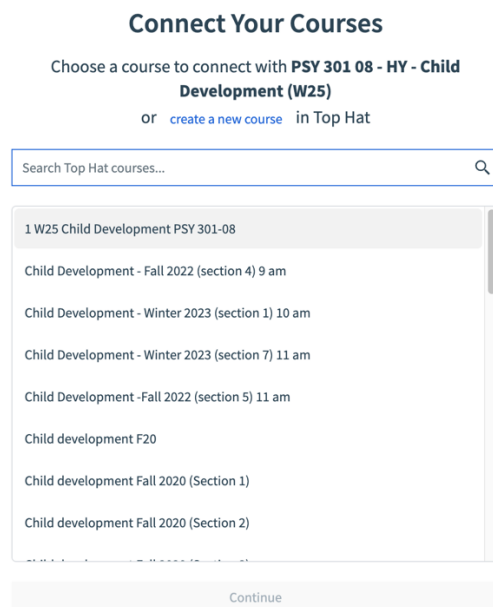 Connect Your Courses
Choose a course to connect with PSY 301 08 - HY - Child
Development (W25)
or create a new course in Top Hat
Search Top Hat courses...
1 W25 Child Development PSY 301-08
Child Development - Fall 2022 (section 4) 9 am
Child Development - Winter 2023 (section 1) 10 am
Child Development - Winter 2023 (section 7) 11 am
Child Development -Fall 2022 (section 5) 11 am
Child development F20
Child development Fall 2020 (Section 1)
Child development Fall 2020 (Section 2)
Continue